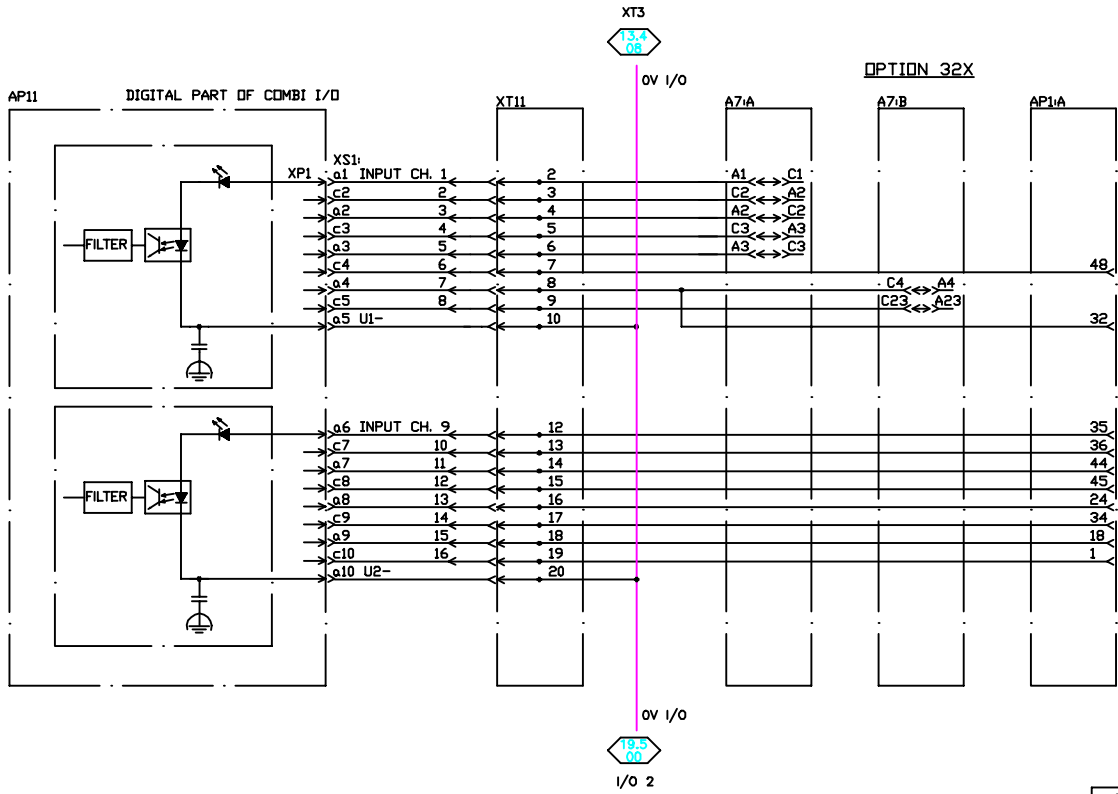 XT3
13.4
08
0V I/O
OPTION 32X
AP11 DIGITAL PART OF COMBI I/O XT11 A7:A A7:B AP1:A
XS1:
XP1 a1 INPUT CH. 1 2 A1 C1
c2 2 3 C2 A2
a2 3 4 A2 C2
c3 4 5 C3 A3
FILTER a3 5 6 A3 C3
c4 6 7 48
a4 7 8 C4 A4
c5 8 9 C23 A23
a5 U1- 10 32
a6 INPUT CH. 9 12 35
c7 10 13 36
a7 11 14 44
c8 12 15 45
FILTER a8 13 16 24
c9 14 17 34
a9 15 18 18
c10 16 19 1
a10 U2- 20
0V I/O
19.5
00
I/O 2